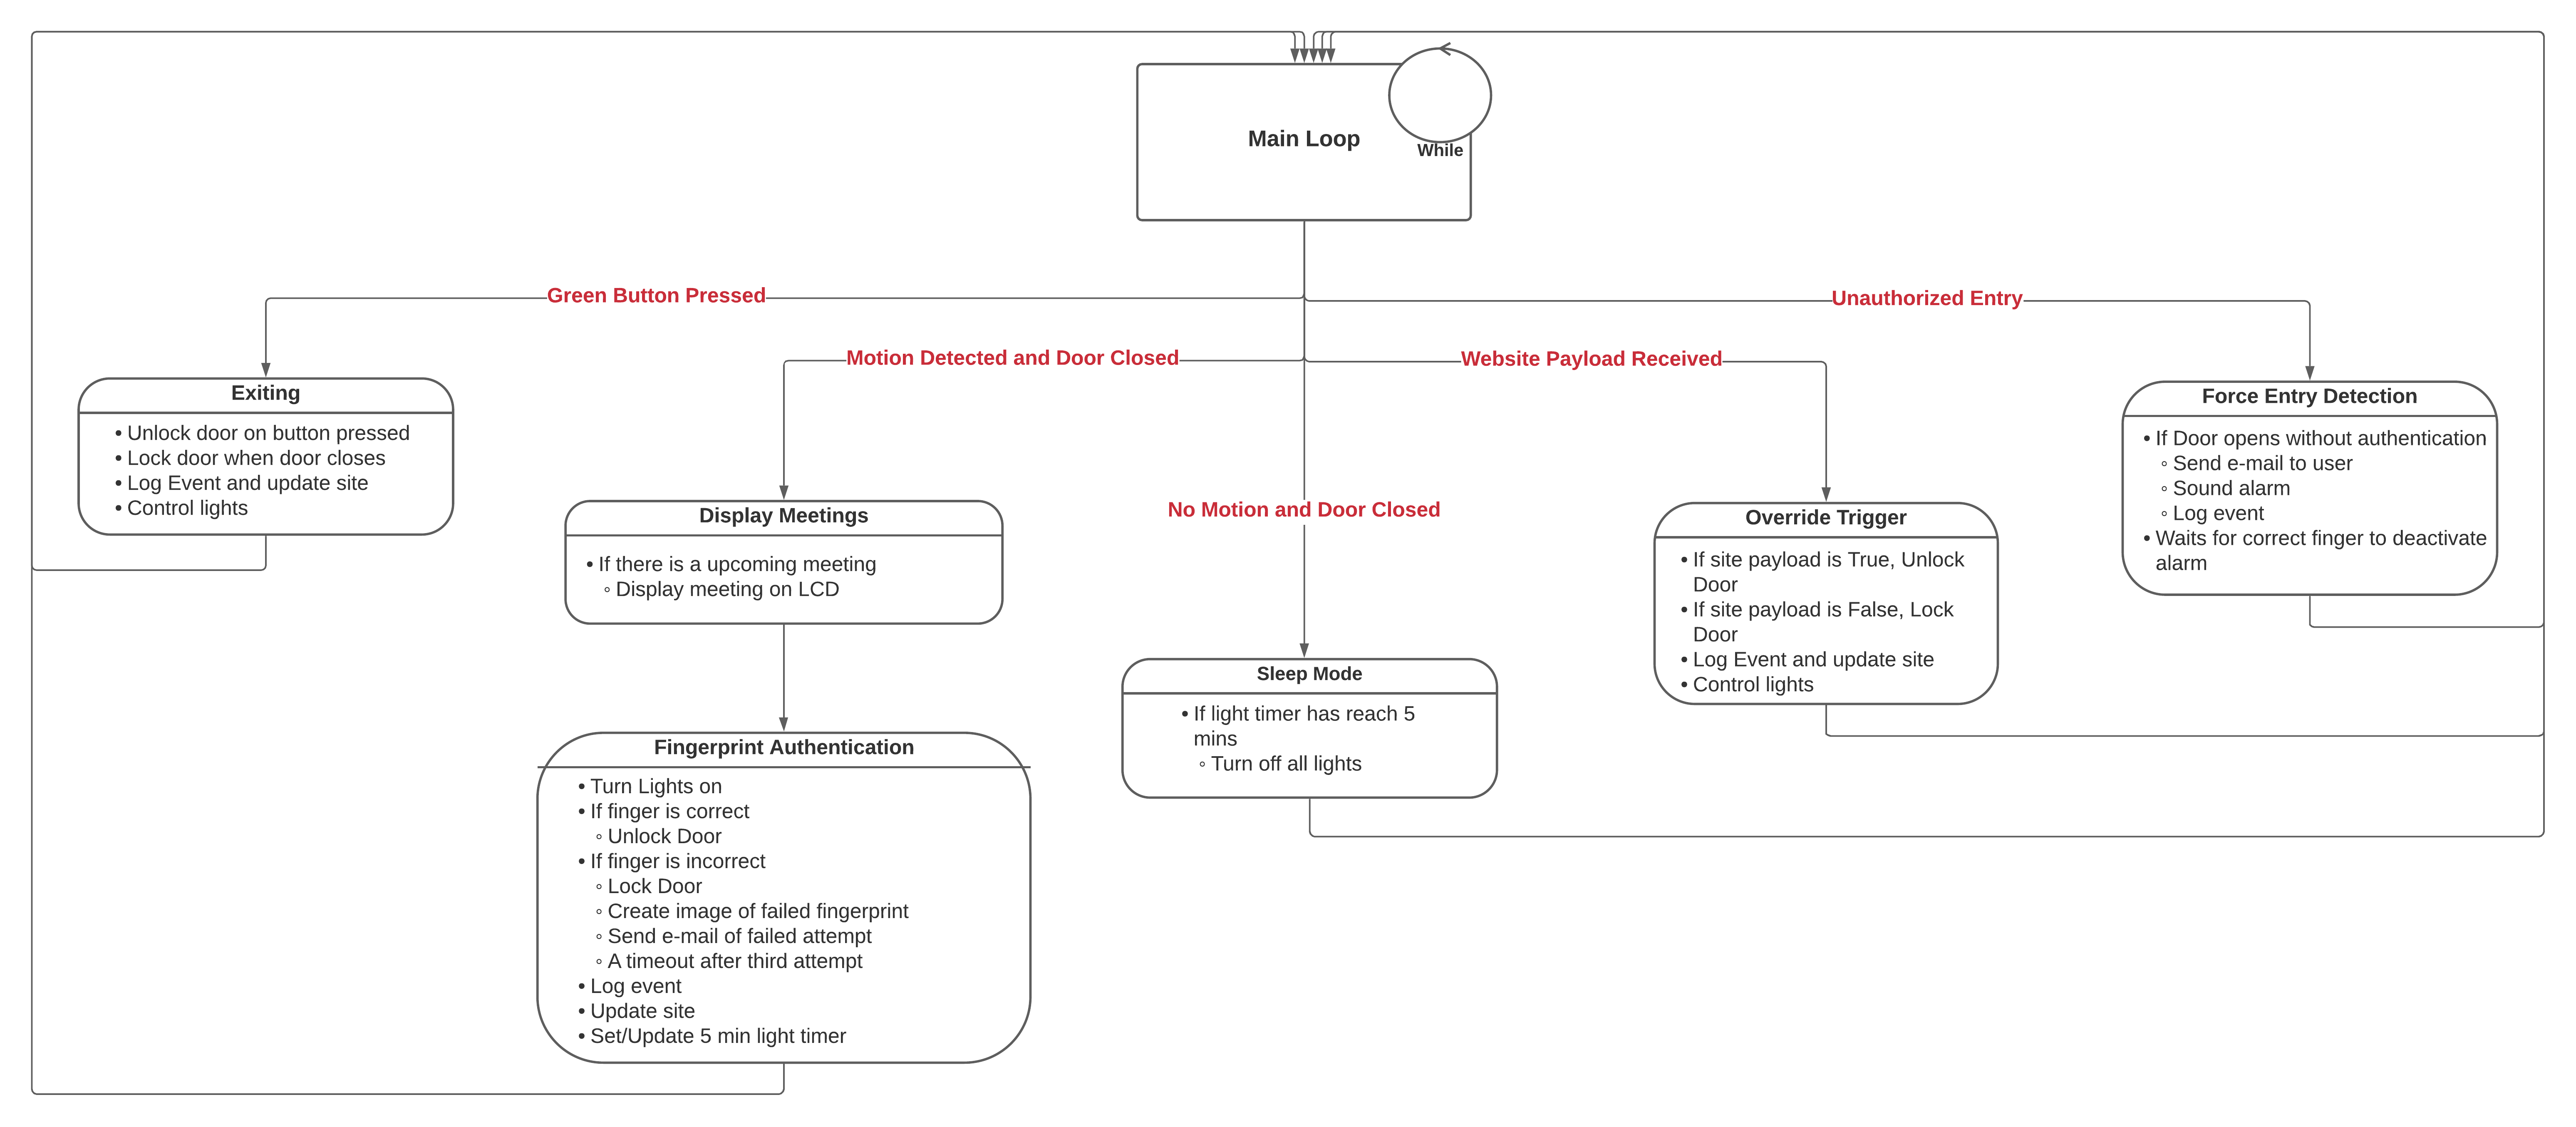 Main Loop
While
Green Button Pressed
Unauthorized Entry
Motion Detected and Door Closed
Website Payload Received
No Motion and Door Closed
Exiting
• Unlock door on button pressed
• Lock door when door closes
• Log Event and update site
• Control lights
Display Meetings
• If there is a upcoming meeting
◦ Display meeting on LCD
Fingerprint Authentication
• Turn Lights on
• If finger is correct
◦ Unlock Door
• If finger is incorrect
◦ Lock Door
◦ Create image of failed fingerprint
◦ Send e-mail of failed attempt
◦ A timeout after third attempt
• Log event
• Update site
• Set/Update 5 min light timer
Sleep Mode
• If light timer has reach 5
mins
◦ Turn off all lights
Override Trigger
• If site payload is True, Unlock
Door
• If site payload is False, Lock
Door
• Log Event and update site
• Control lights
Force Entry Detection
• If Door opens without authentication
◦ Send e-mail to user
◦ Sound alarm
◦ Log event
• Waits for correct finger to deactivate
alarm